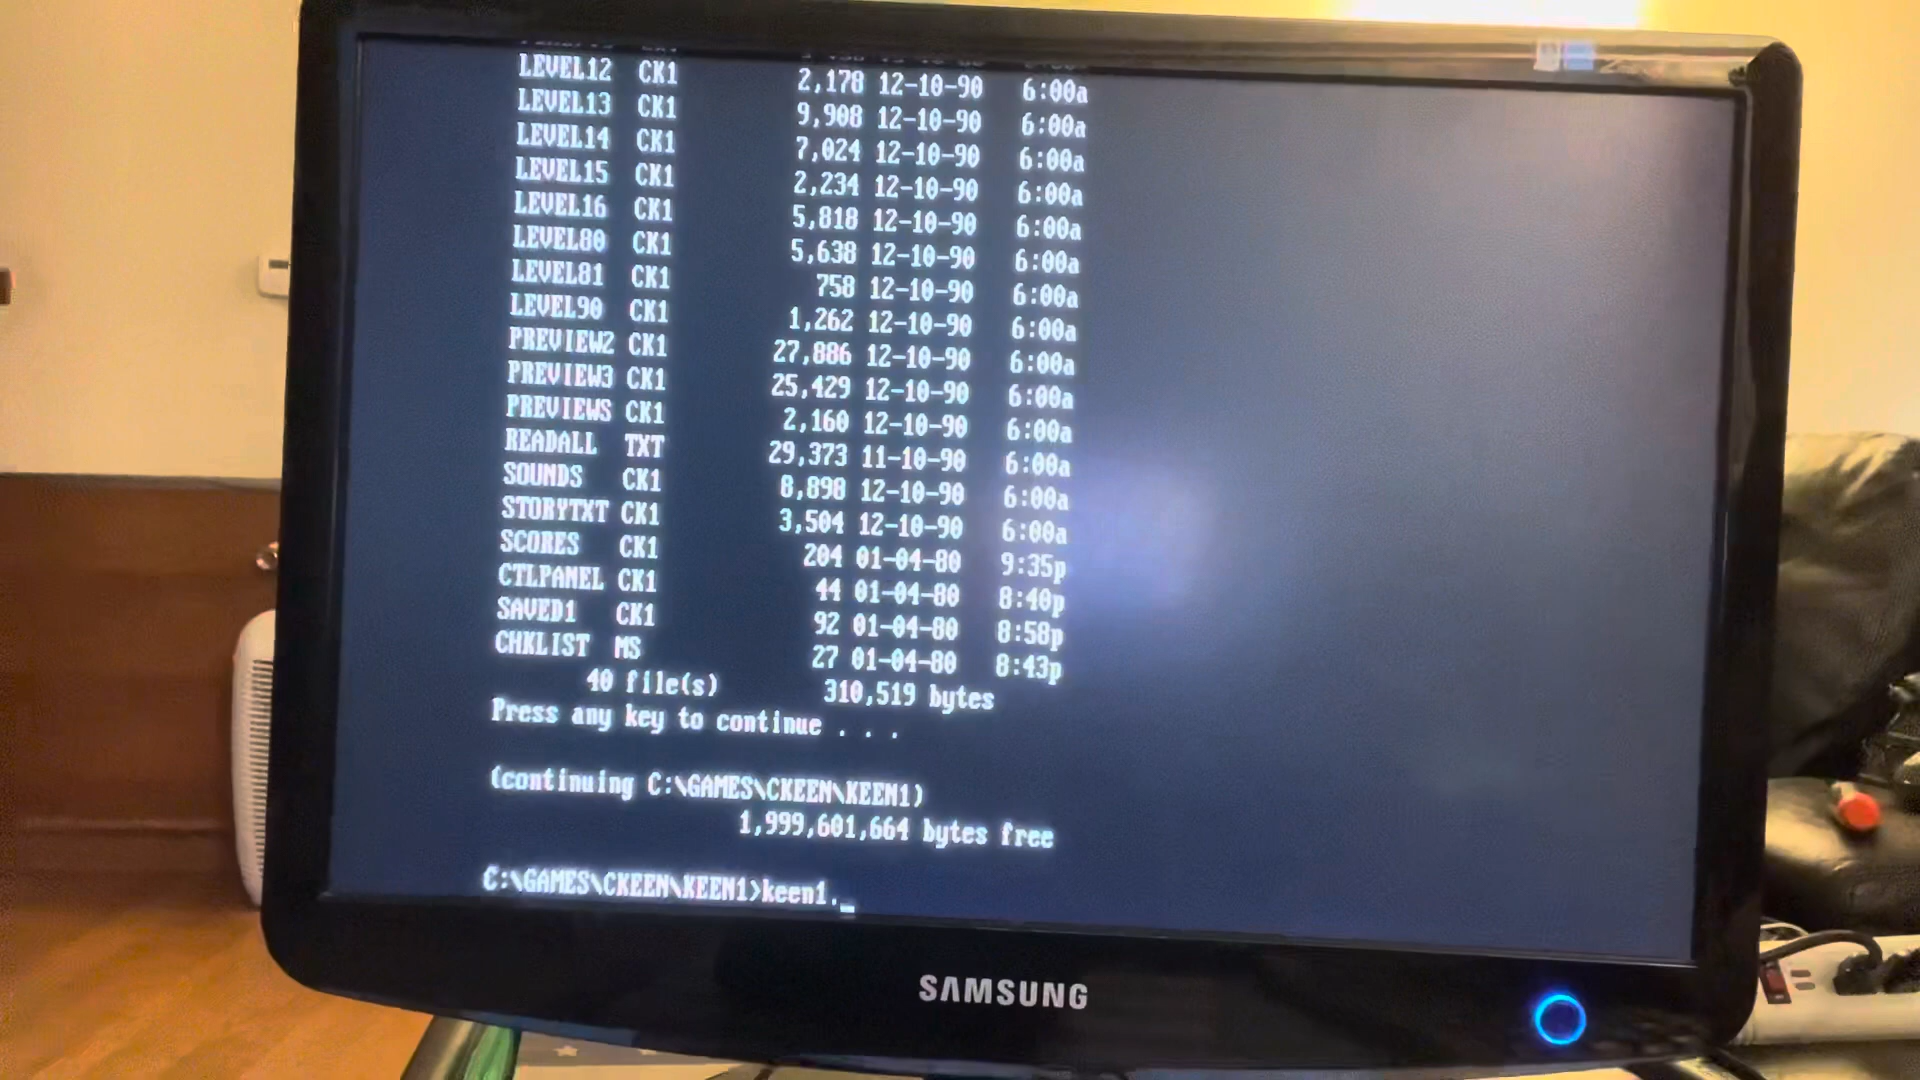 LEVEL12 CK1 2,178 12-10-90 6:00a
LEVEL13 CK1 9,908 12-10-90 6:00a
LEVEL14 CK1 7,024 12-10-90 6:00a
LEVEL15 CK1 2,234 12-10-90 6:00a
LEVEL16 CK1 5,818 12-10-90 6:00a
LEVEL80 CK1 5,638 12-10-90 6:00a
LEVEL81 CK1 758 12-10-90 6:00a
LEVEL90 CK1 1,262 12-10-90 6:00a
PREVIEW2 CK1 27,886 12-10-90 6:00a
PREVIEW3 CK1 25,429 12-10-90 6:00a
PREVIEWS CK1 2,160 12-10-90 6:00a
READALL TXT 29,373 11-10-90 6:00a
SOUNDS CK1 8,898 12-10-90 6:00a
STORYTXT CK1 3,504 12-10-90 6:00a
SCORES CK1 204 01-04-80 9:35p
CTLPANEL CK1 44 01-04-80 8:40p
SAVED1 CK1 92 01-04-80 8:58p
CHKLIST MS 27 01-04-80 8:43p
40 file(s) 310,519 bytes
Press any key to continue . . .
(continuing C:\GAMES\CKEEN\KEEN1)
1,999,601,664 bytes free
C:\GAMES\CKEEN\KEEN1>keen1._
SAMSUNG